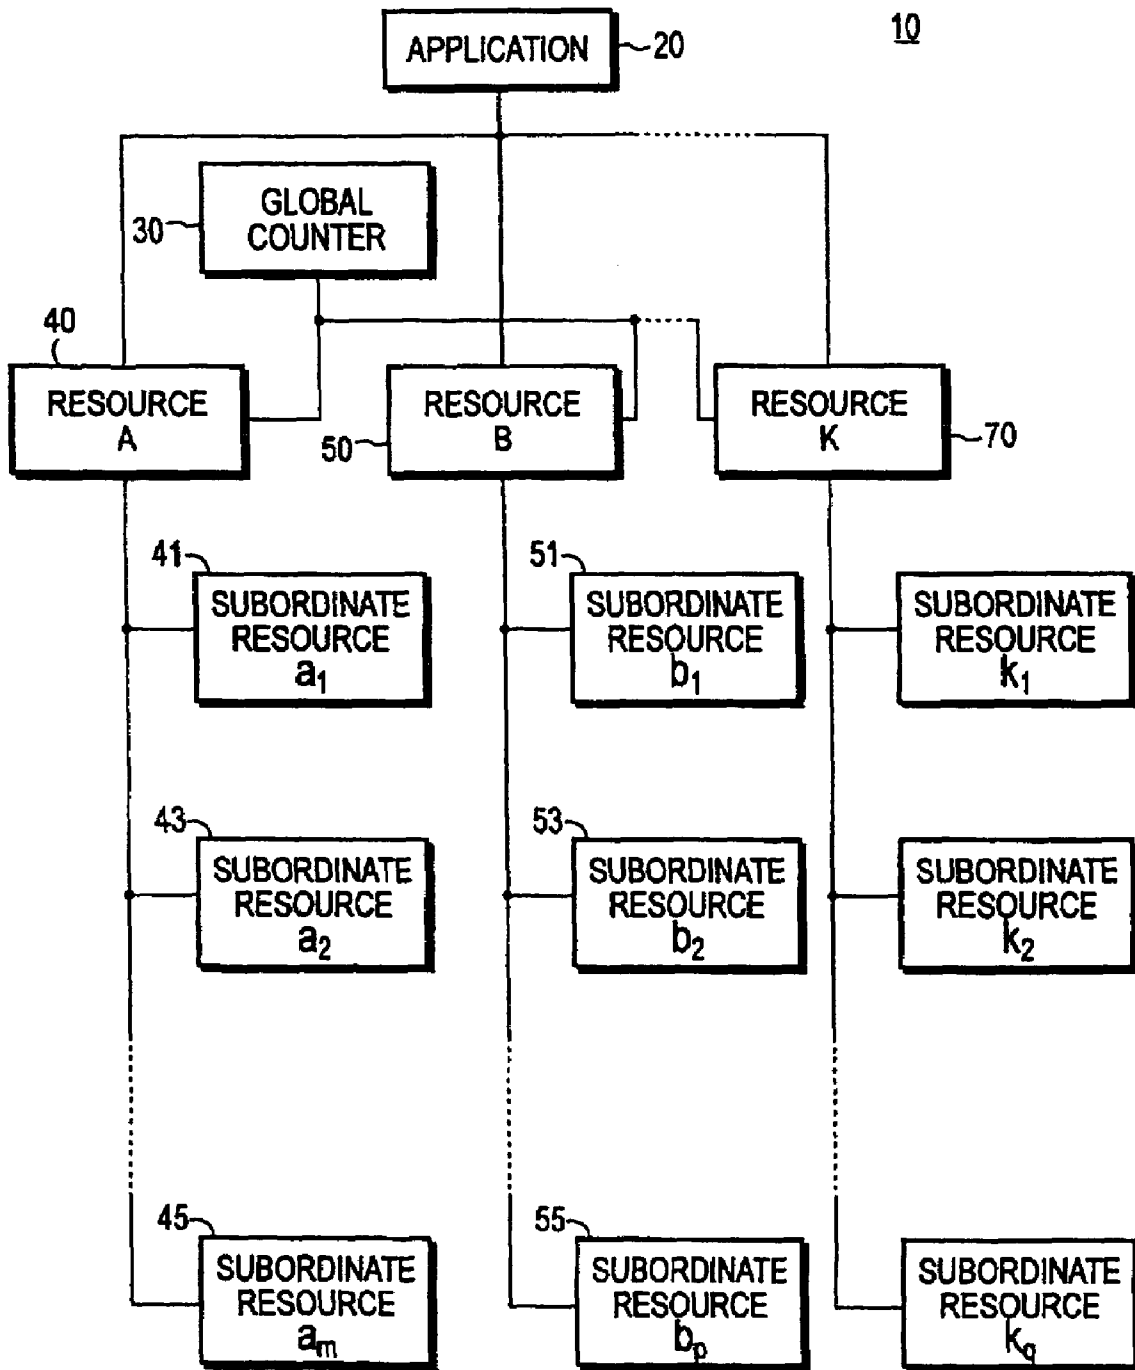 10
APPLICATION
20
GLOBAL
COUNTER
30
40
RESOURCE
A
RESOURCE
B
50
RESOURCE
K
70
41
SUBORDINATE
RESOURCE
a₁
51
SUBORDINATE
RESOURCE
b₁
SUBORDINATE
RESOURCE
k₁
43
SUBORDINATE
RESOURCE
a₂
53
SUBORDINATE
RESOURCE
b₂
SUBORDINATE
RESOURCE
k₂
45
SUBORDINATE
RESOURCE
aₘ
55
SUBORDINATE
RESOURCE
bₚ
SUBORDINATE
RESOURCE
k_q